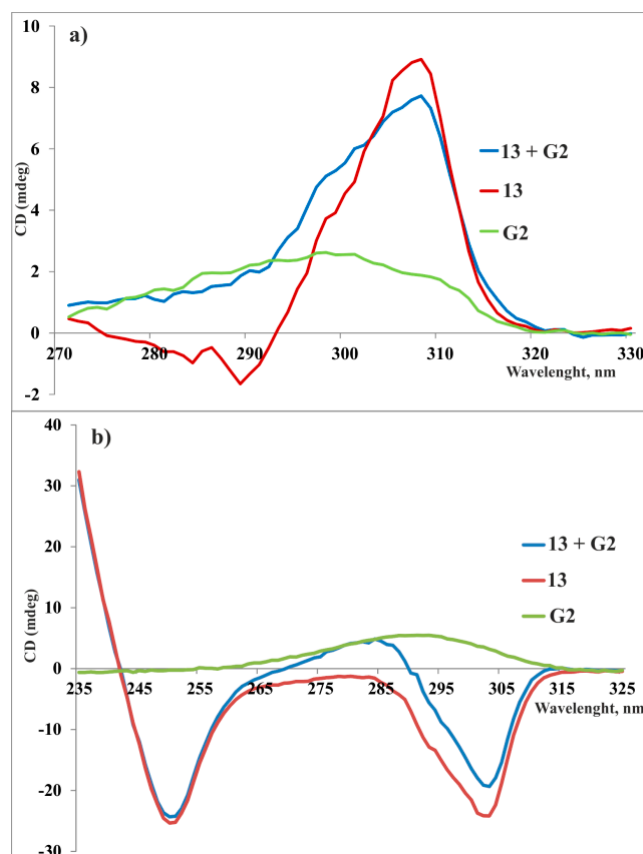 a)
10
8
6
4
2
0
-2
CD (mdeg)
13 + G2
13
G2
270 280 290 300 310 320 330
Wavelenght, nm
b)
40
30
20
10
0
-10
-20
-30
CD (mdeg)
13 + G2
13
G2
235 245 255 265 275 285 295 305 315 325
Wavelenght, nm